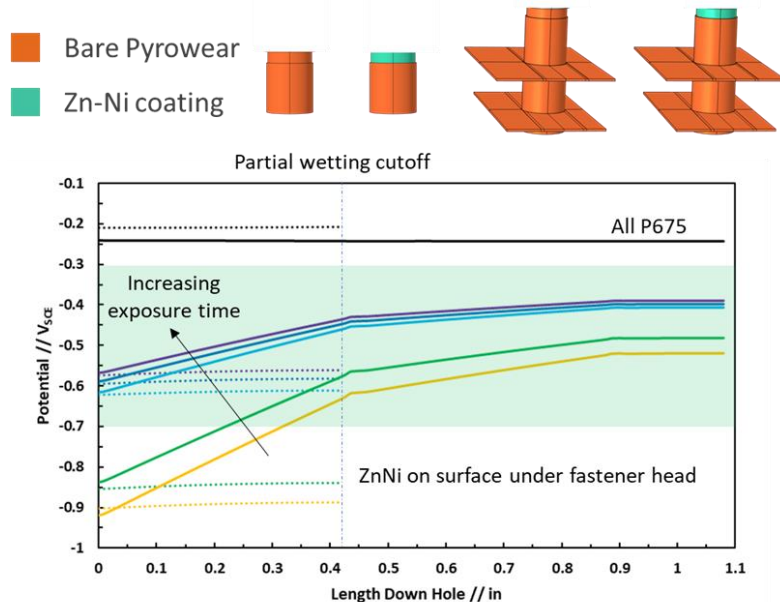 Bare Pyrowear
Zn-Ni coating
Partial wetting cutoff
-0.1
-0.2
-0.3
-0.4
-0.5
-0.6
-0.7
-0.8
-0.9
-1
Potential // V_SCE
All P675
Increasing
exposure time
ZnNi on surface under fastener head
0 0.1 0.2 0.3 0.4 0.5 0.6 0.7 0.8 0.9 1 1.1
Length Down Hole // in